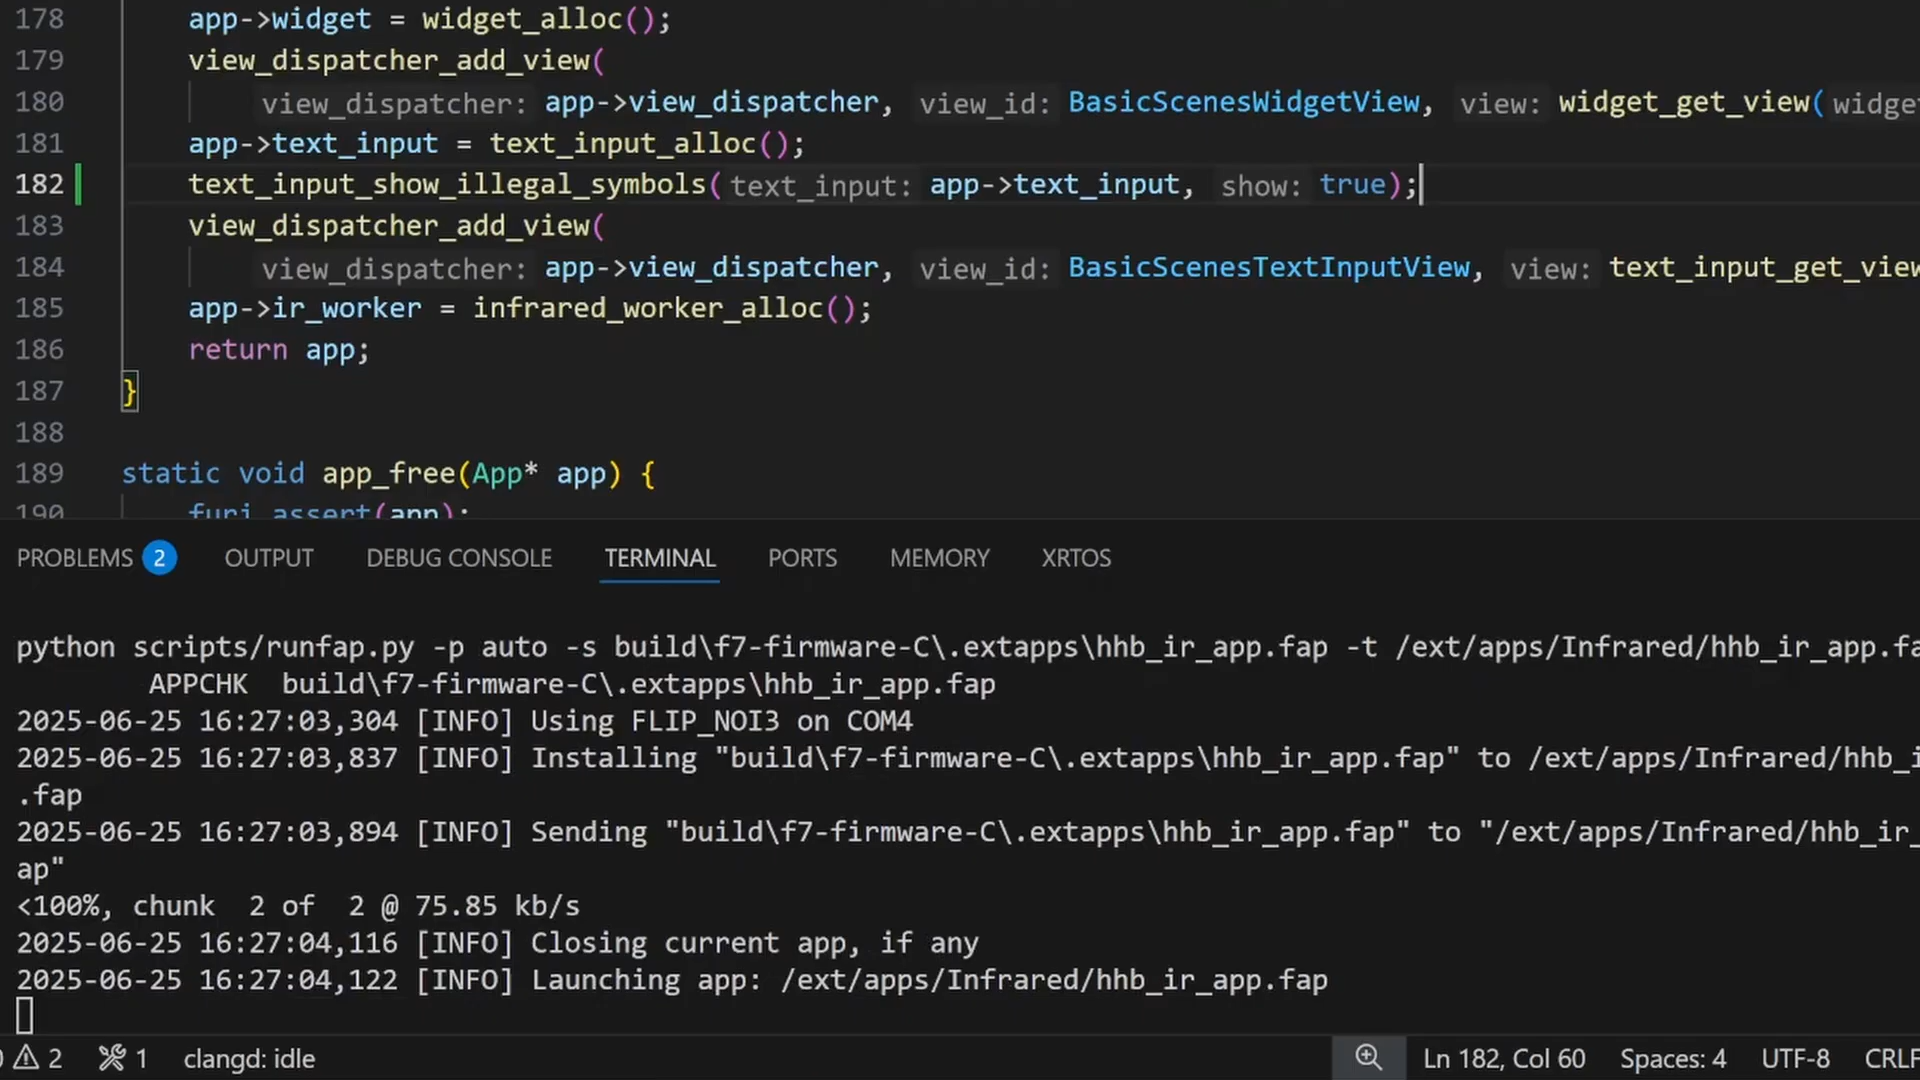 178 app->widget = widget_alloc();
179 view_dispatcher_add_view(
180 view_dispatcher: app->view_dispatcher, view_id: BasicScenesWidgetView, view: widget_get_view(widge
181 app->text_input = text_input_alloc();
182 text_input_show_illegal_symbols(text_input: app->text_input, show: true);
183 view_dispatcher_add_view(
184 view_dispatcher: app->view_dispatcher, view_id: BasicScenesTextInputView, view: text_input_get_view
185 app->ir_worker = infrared_worker_alloc();
186 return app;
187 }
188
189 static void app_free(App* app) {
190 furi_assert(app);
PROBLEMS 2 OUTPUT DEBUG CONSOLE TERMINAL PORTS MEMORY XRTOS
python scripts/runfap.py -p auto -s build\f7-firmware-C\.extapps\hhb_ir_app.fap -t /ext/apps/Infrared/hhb_ir_app.fa
APPCHK build\f7-firmware-C\.extapps\hhb_ir_app.fap
2025-06-25 16:27:03,304 [INFO] Using FLIP_NOI3 on COM4
2025-06-25 16:27:03,837 [INFO] Installing "build\f7-firmware-C\.extapps\hhb_ir_app.fap" to /ext/apps/Infrared/hhb_i
.fap
2025-06-25 16:27:03,894 [INFO] Sending "build\f7-firmware-C\.extapps\hhb_ir_app.fap" to "/ext/apps/Infrared/hhb_ir_
ap"
<100%, chunk 2 of 2 @ 75.85 kb/s
2025-06-25 16:27:04,116 [INFO] Closing current app, if any
2025-06-25 16:27:04,122 [INFO] Launching app: /ext/apps/Infrared/hhb_ir_app.fap
2 1 clangd: idle Ln 182, Col 60 Spaces: 4 UTF-8 CRLF